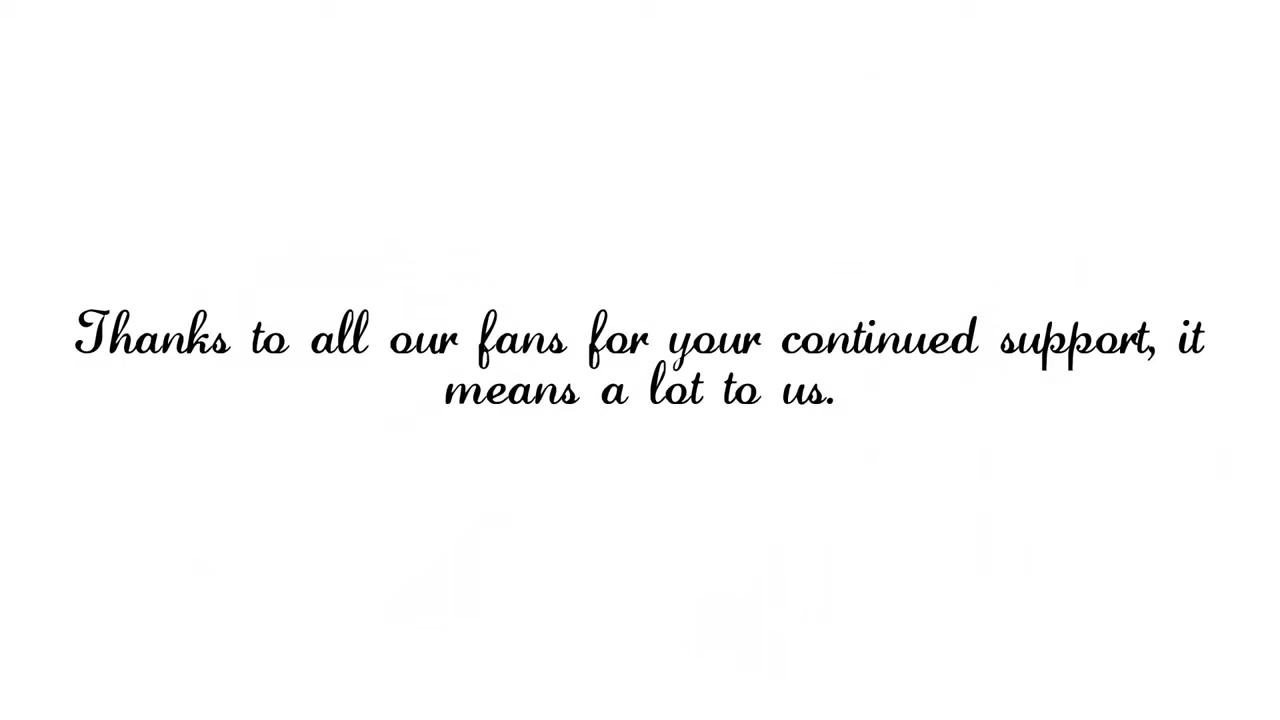 Thanks to all our fans for your continued support, it
means a lot to us.